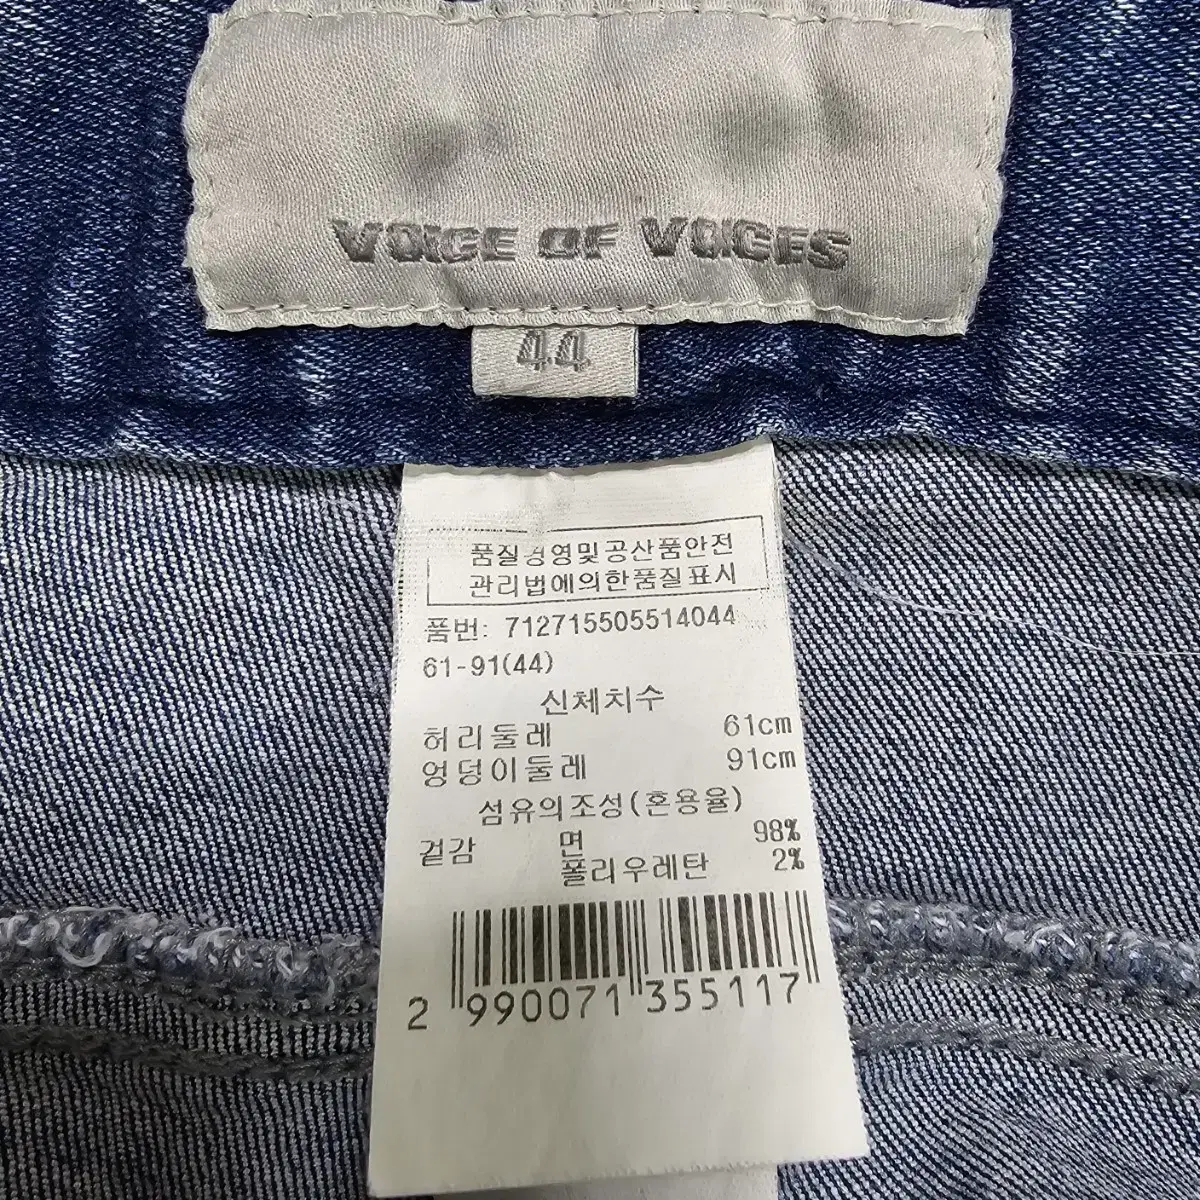 VOICE OF VOICES
44
품질경영및공산품안전
관리법에의한품질표시
품번: 712715505514044
61-91(44)
신체치수
허리둘레 61cm
엉덩이둘레 91cm
섬유의조성(혼용율)
겉감 면 98%
폴리우레탄 2%
2 990071 355117